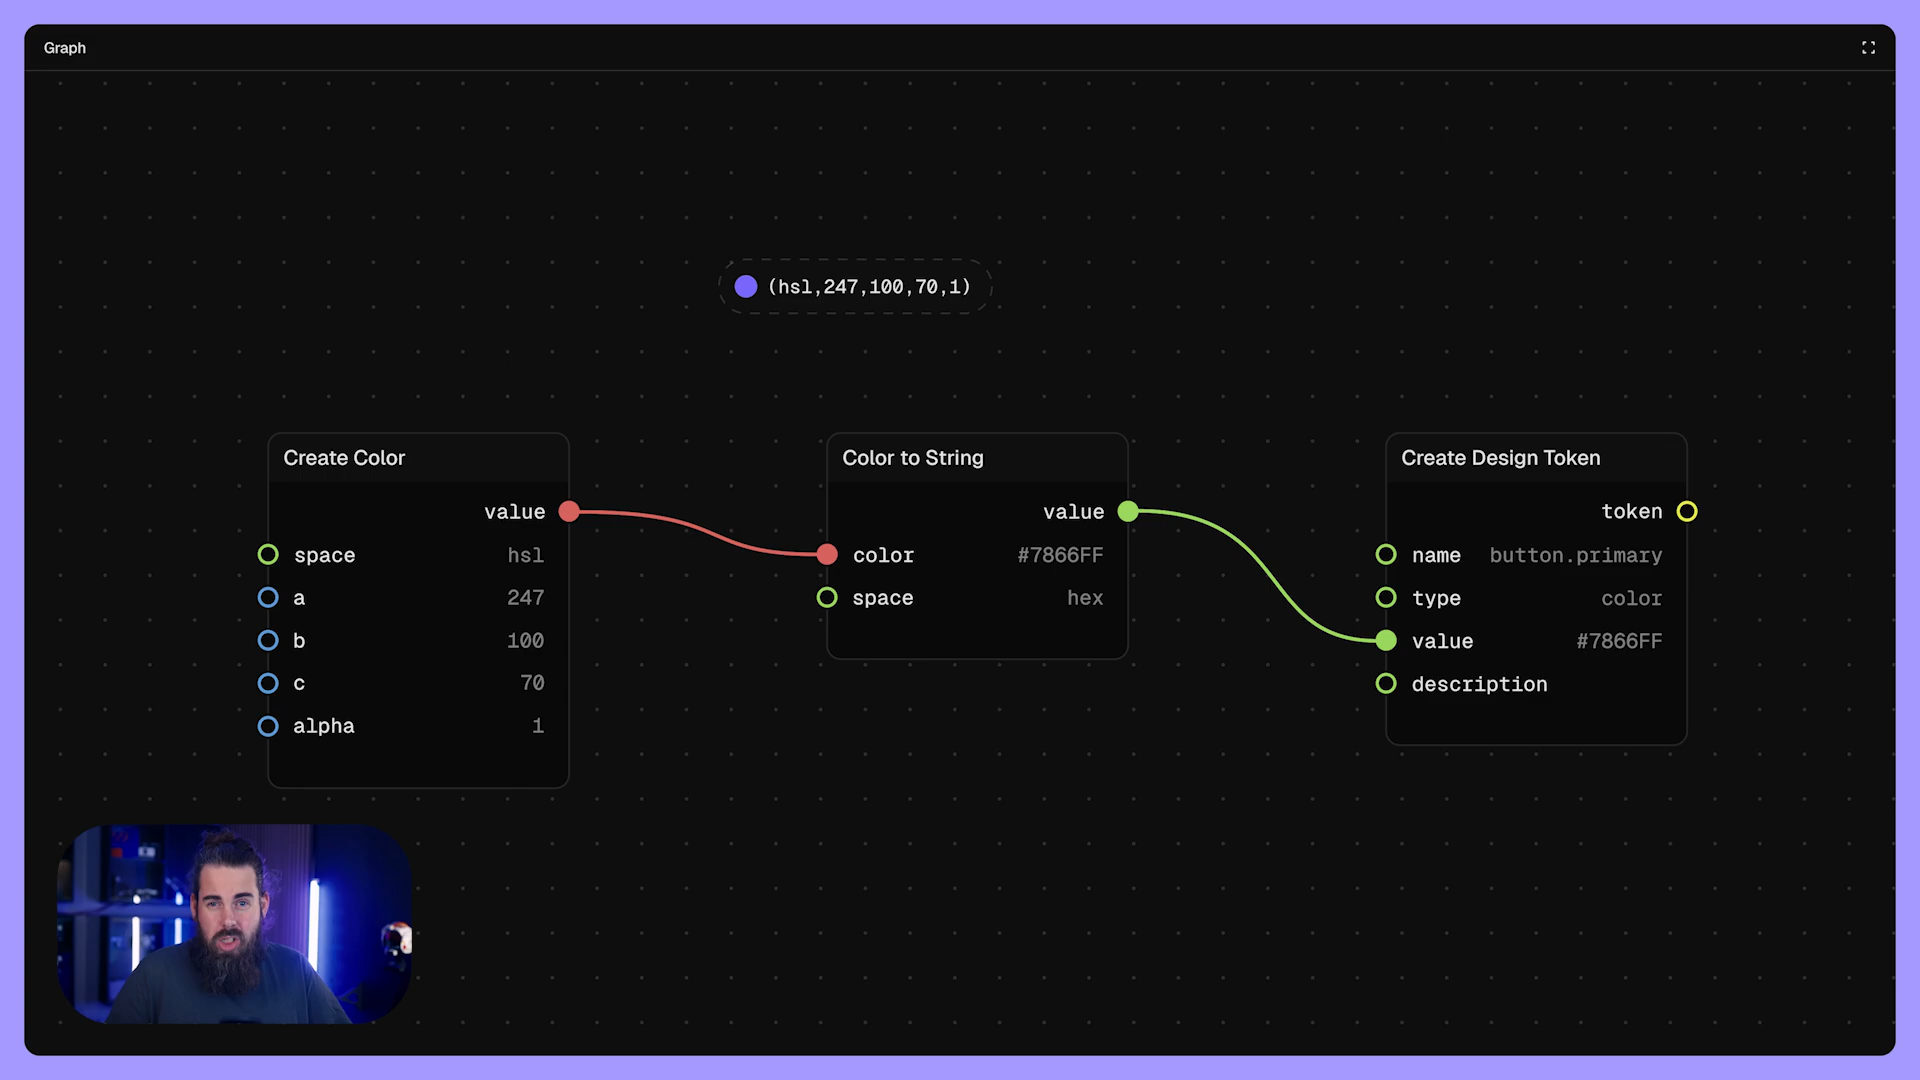 Graph
(hsl,247,100,70,1)
Create Color
value
space hsl
a 247
b 100
c 70
alpha 1
Color to String
value
color #7866FF
space hex
Create Design Token
token
name button.primary
type color
value #7866FF
description